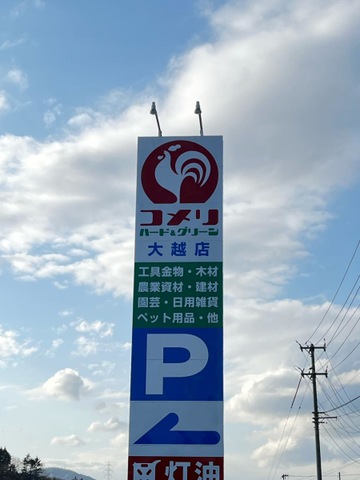 コメリ
ハード&グリーン
大越店
工具金物・木材
農業資材・建材
園芸・日用雑貨
ペット用品・他
P
灯油